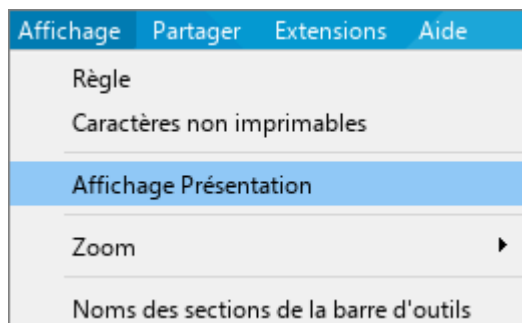 Affichage Partager Extensions Aide
Règle
Caractères non imprimables
Affichage Présentation
Zoom
Noms des sections de la barre d'outils